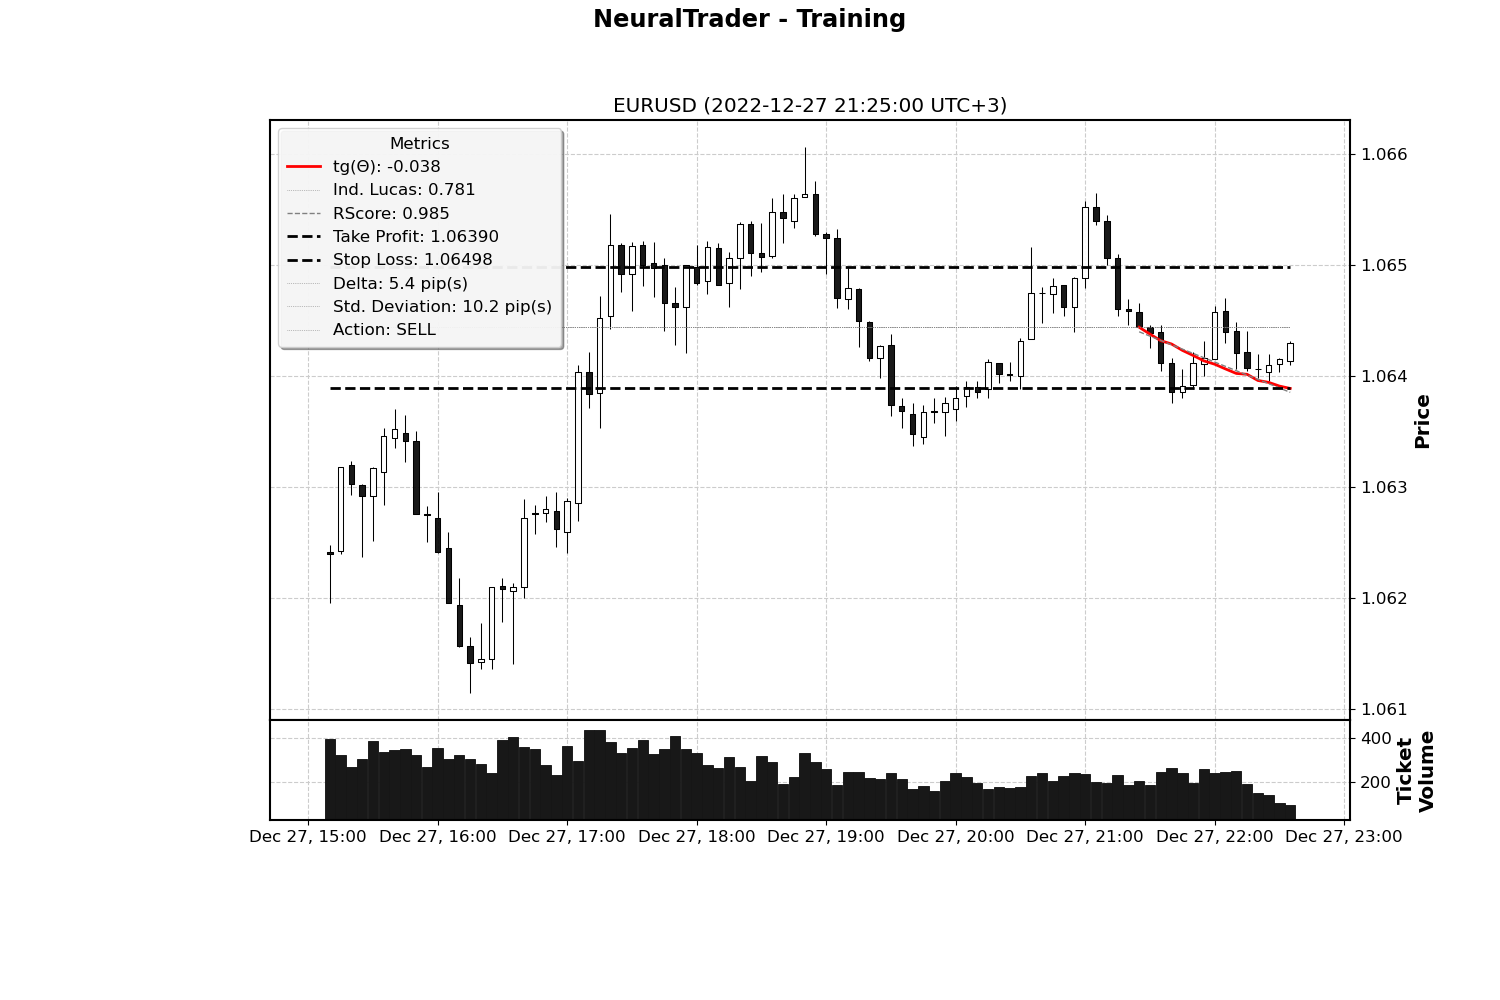 NeuralTrader - Training
EURUSD (2022-12-27 21:25:00 UTC+3)
Metrics
tg(Θ): -0.038
Ind. Lucas: 0.781
RScore: 0.985
Take Profit: 1.06390
Stop Loss: 1.06498
Delta: 5.4 pip(s)
Std. Deviation: 10.2 pip(s)
Action: SELL
1.066
1.065
1.064
1.063
1.062
1.061
Price
400
200
Ticket
Volume
Dec 27, 15:00 Dec 27, 16:00 Dec 27, 17:00 Dec 27, 18:00 Dec 27, 19:00 Dec 27, 20:00 Dec 27, 21:00 Dec 27, 22:00 Dec 27, 23:00